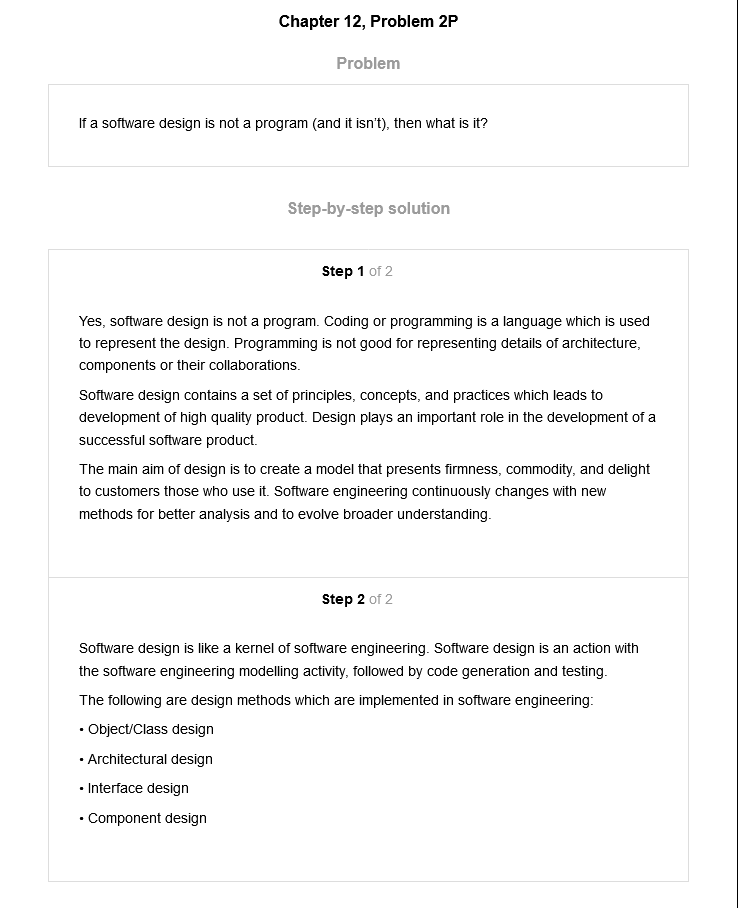 Chapter 12, Problem 2P
Problem
If a software design is not a program (and it isn't), then what is it?
Step-by-step solution
Step 1 of 2
Yes, software design is not a program. Coding or programming is a language which is used
to represent the design. Programming is not good for representing details of architecture,
components or their collaborations.
Software design contains a set of principles, concepts, and practices which leads to
development of high quality product. Design plays an important role in the development of a
successful software product.
The main aim of design is to create a model that presents firmness, commodity, and delight
to customers those who use it. Software engineering continuously changes with new
methods for better analysis and to evolve broader understanding.
Step 2 of 2
Software design is like a kernel of software engineering. Software design is an action with
the software engineering modelling activity, followed by code generation and testing.
The following are design methods which are implemented in software engineering:
• Object/Class design
• Architectural design
• Interface design
• Component design